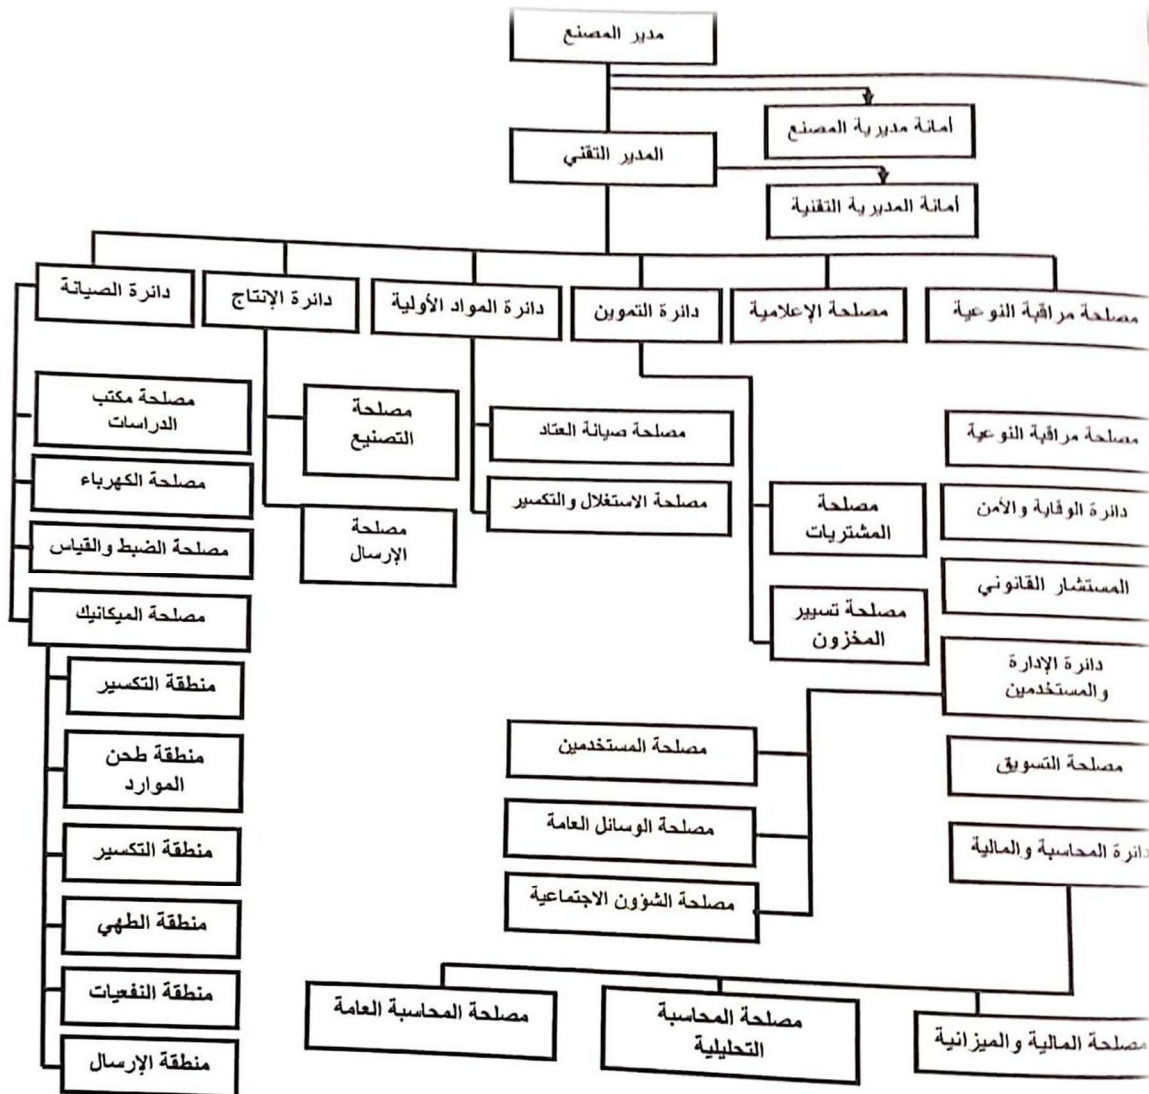 مدير المصنع
أمانة مديرية المصنع
المدير التقني
أمانة المديرية التقنية
مصلحة مراقبة النوعية
مصلحة الإعلامية
دائرة التموين
دائرة المواد الأولية
دائرة الإنتاج
دائرة الصيانة
مصلحة مراقبة النوعية
دائرة الوقاية والأمن
المستشار القانوني
دائرة الإدارة
والمستخدمين
مصلحة التسويق
دائرة المحاسبة والمالية
مصلحة
المشتريات
مصلحة تسيير
المخزون
مصلحة صيانة العتاد
مصلحة الاستغلال والتكسير
مصلحة
التصنيع
مصلحة
الإرسال
مصلحة مكتب
الدراسات
مصلحة الكهرباء
مصلحة الضبط والقياس
مصلحة الميكانيك
منطقة التكسير
منطقة طحن
الموارد
منطقة التكسير
منطقة الطهي
منطقة النفعيات
منطقة الإرسال
مصلحة المستخدمين
مصلحة الوسائل العامة
مصلحة الشؤون الاجتماعية
مصلحة المالية والميزانية
مصلحة المحاسبة
التحليلية
مصلحة المحاسبة العامة